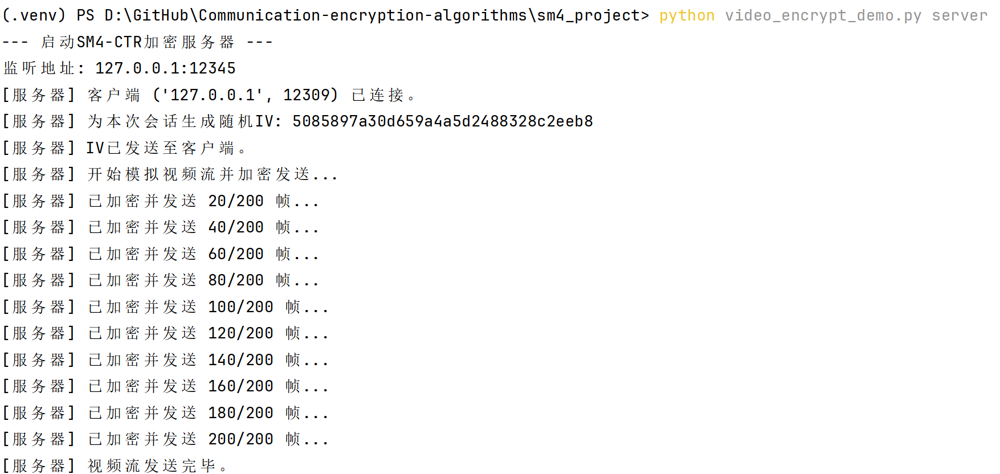 (.venv) PS D:\GitHub\Communication-encryption-algorithms\sm4_project> python video_encrypt_demo.py server
--- 启动SM4-CTR加密服务器 ---
监听地址: 127.0.0.1:12345
[服务器] 客户端 ('127.0.0.1', 12309) 已连接。
[服务器] 为本次会话生成随机IV: 5085897a30d659a4a5d2488328c2eeb8
[服务器] IV已发送至客户端。
[服务器] 开始模拟视频流并加密发送...
[服务器] 已加密并发送 20/200 帧...
[服务器] 已加密并发送 40/200 帧...
[服务器] 已加密并发送 60/200 帧...
[服务器] 已加密并发送 80/200 帧...
[服务器] 已加密并发送 100/200 帧...
[服务器] 已加密并发送 120/200 帧...
[服务器] 已加密并发送 140/200 帧...
[服务器] 已加密并发送 160/200 帧...
[服务器] 已加密并发送 180/200 帧...
[服务器] 已加密并发送 200/200 帧...
[服务器] 视频流发送完毕。